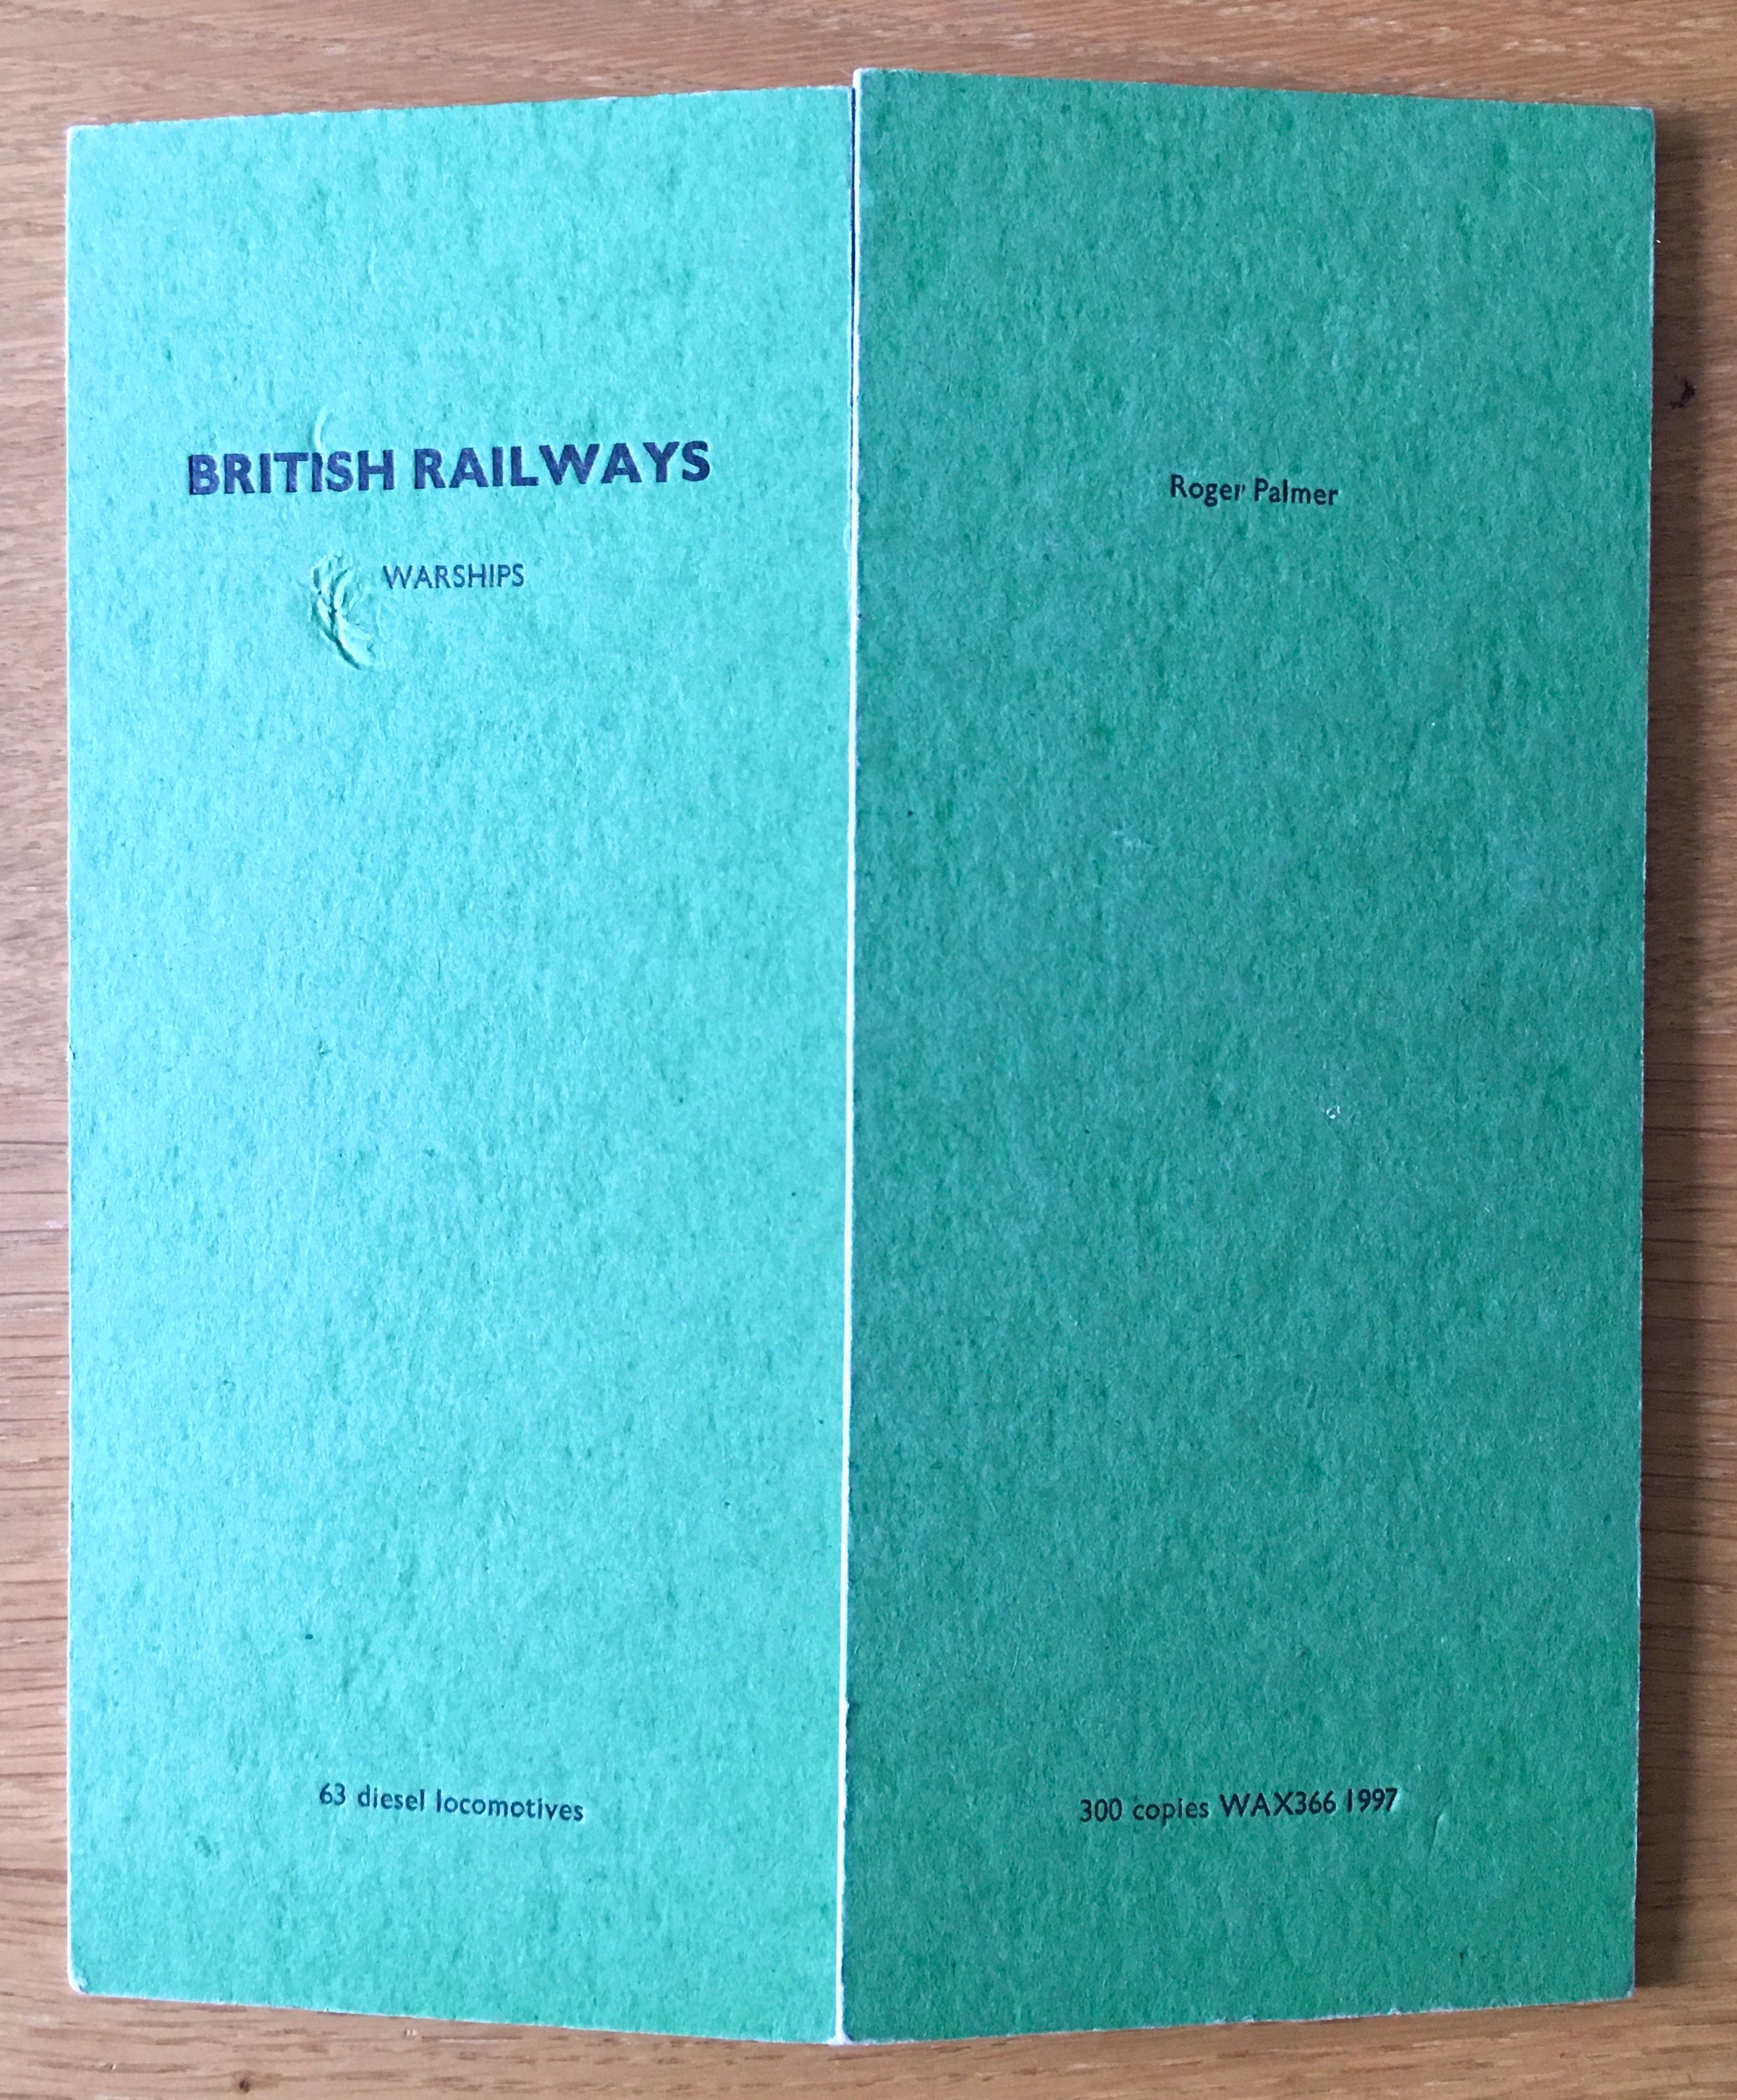 BRITISH RAILWAYS
WARSHIPS
63 diesel locomotives
Roger Palmer
300 copies WAX366 1997